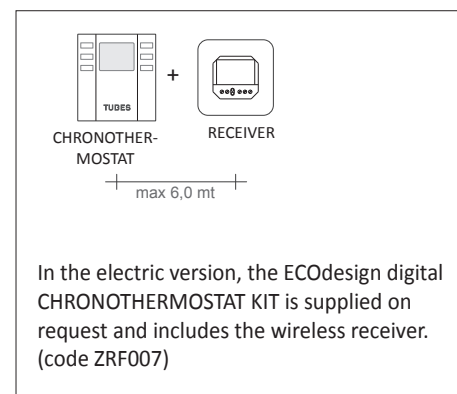 +
TUBES
CHRONOTHER-
MOSTAT
RECEIVER
max 6,0 mt
In the electric version, the ECOdesign digital
CHRONOTHERMOSTAT KIT is supplied on
request and includes the wireless receiver.
(code ZRF007)